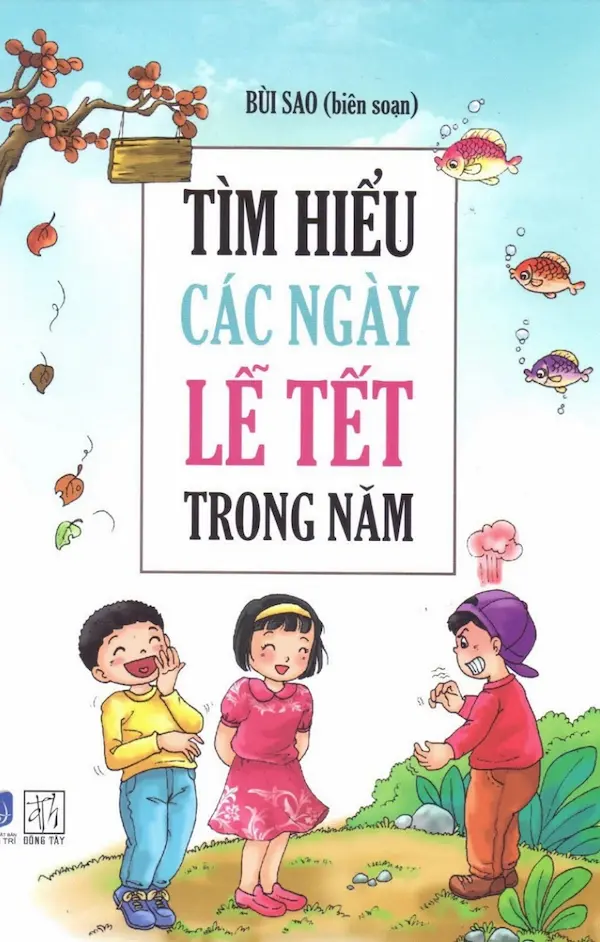 BÙI SAO (biên soạn)
TÌM HIỂU
CÁC NGÀY
LỄ TẾT
TRONG NĂM
ĐÔNG TÂY